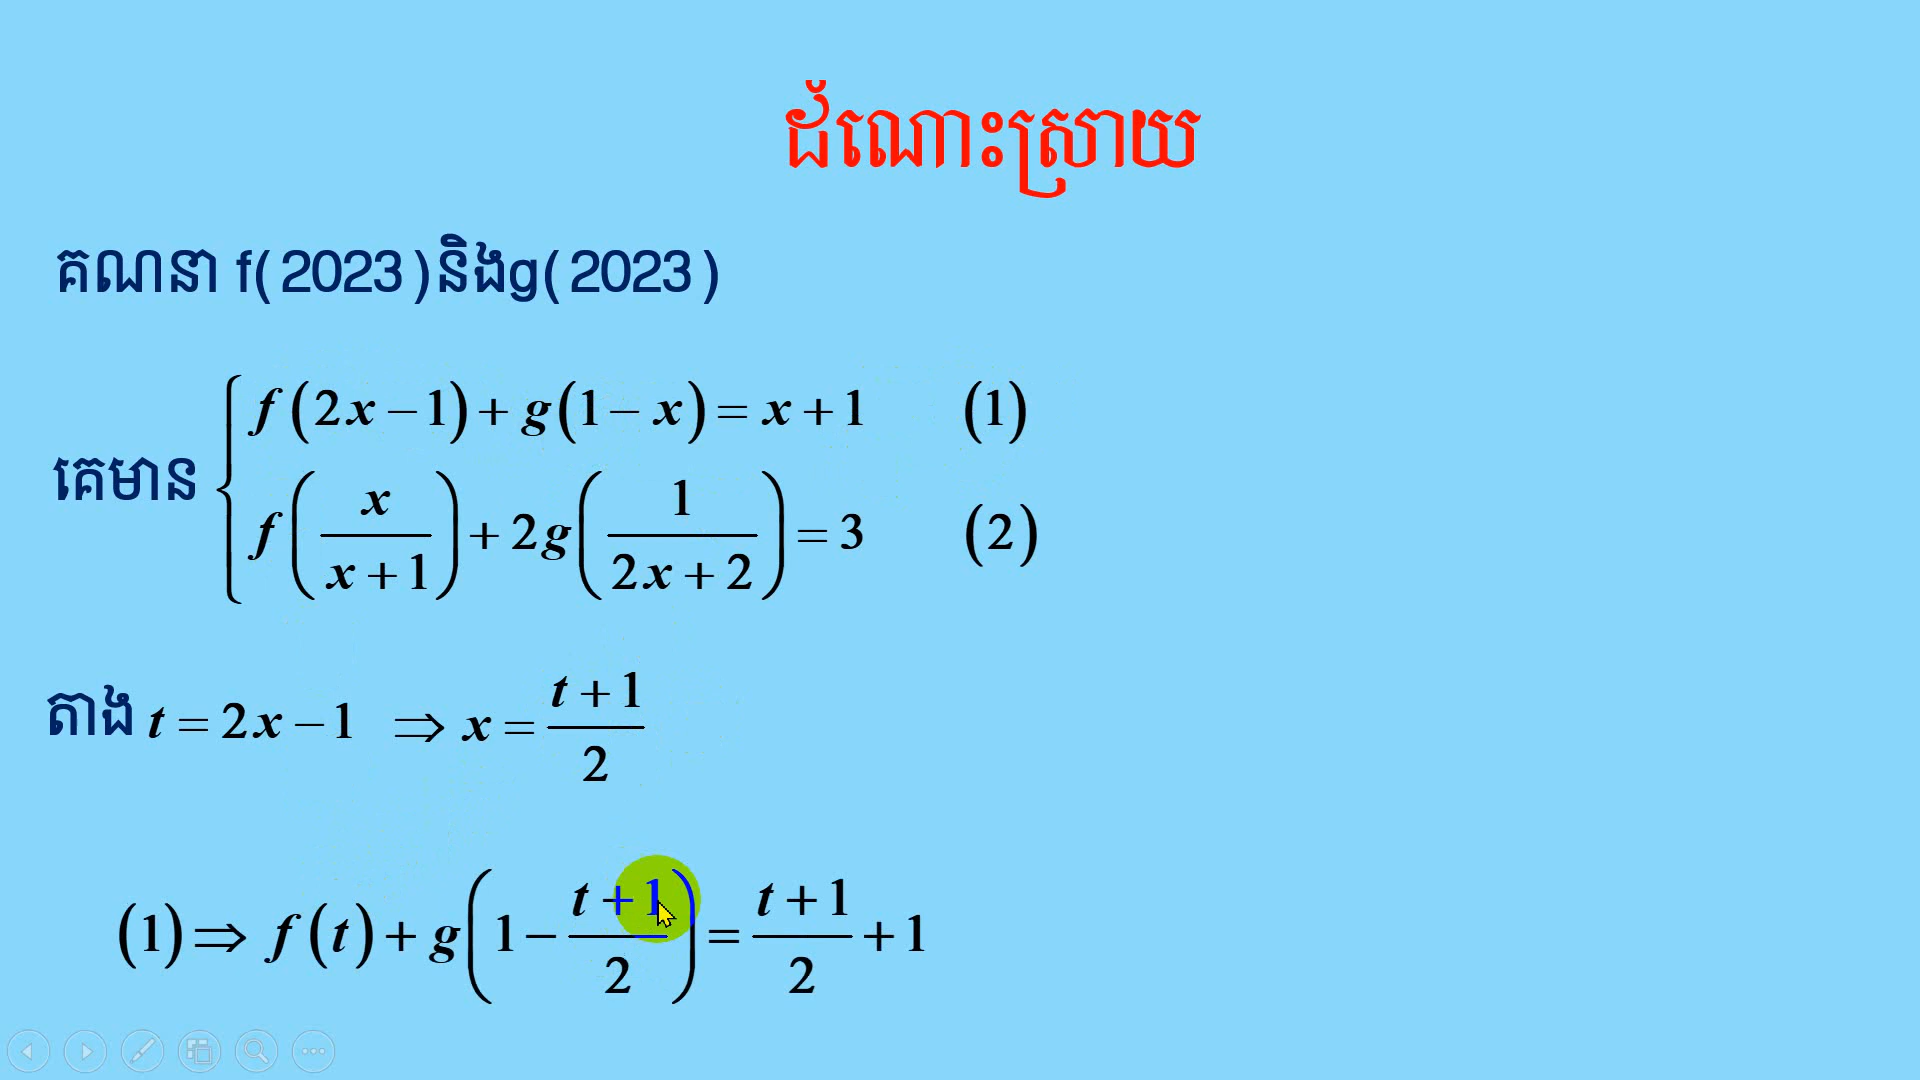 ដំណោះស្រាយ
គណនា f(2023)និងg(2023)
គេមាន { f(2x−1)+g(1−x)=x+1 (1)
f(x/(x+1))+2g(1/(2x+2))=3 (2)
តាង t=2x−1 ⇒ x=(t+1)/2
(1)⇒ f(t)+g(1−(t+1)/2)=(t+1)/2+1